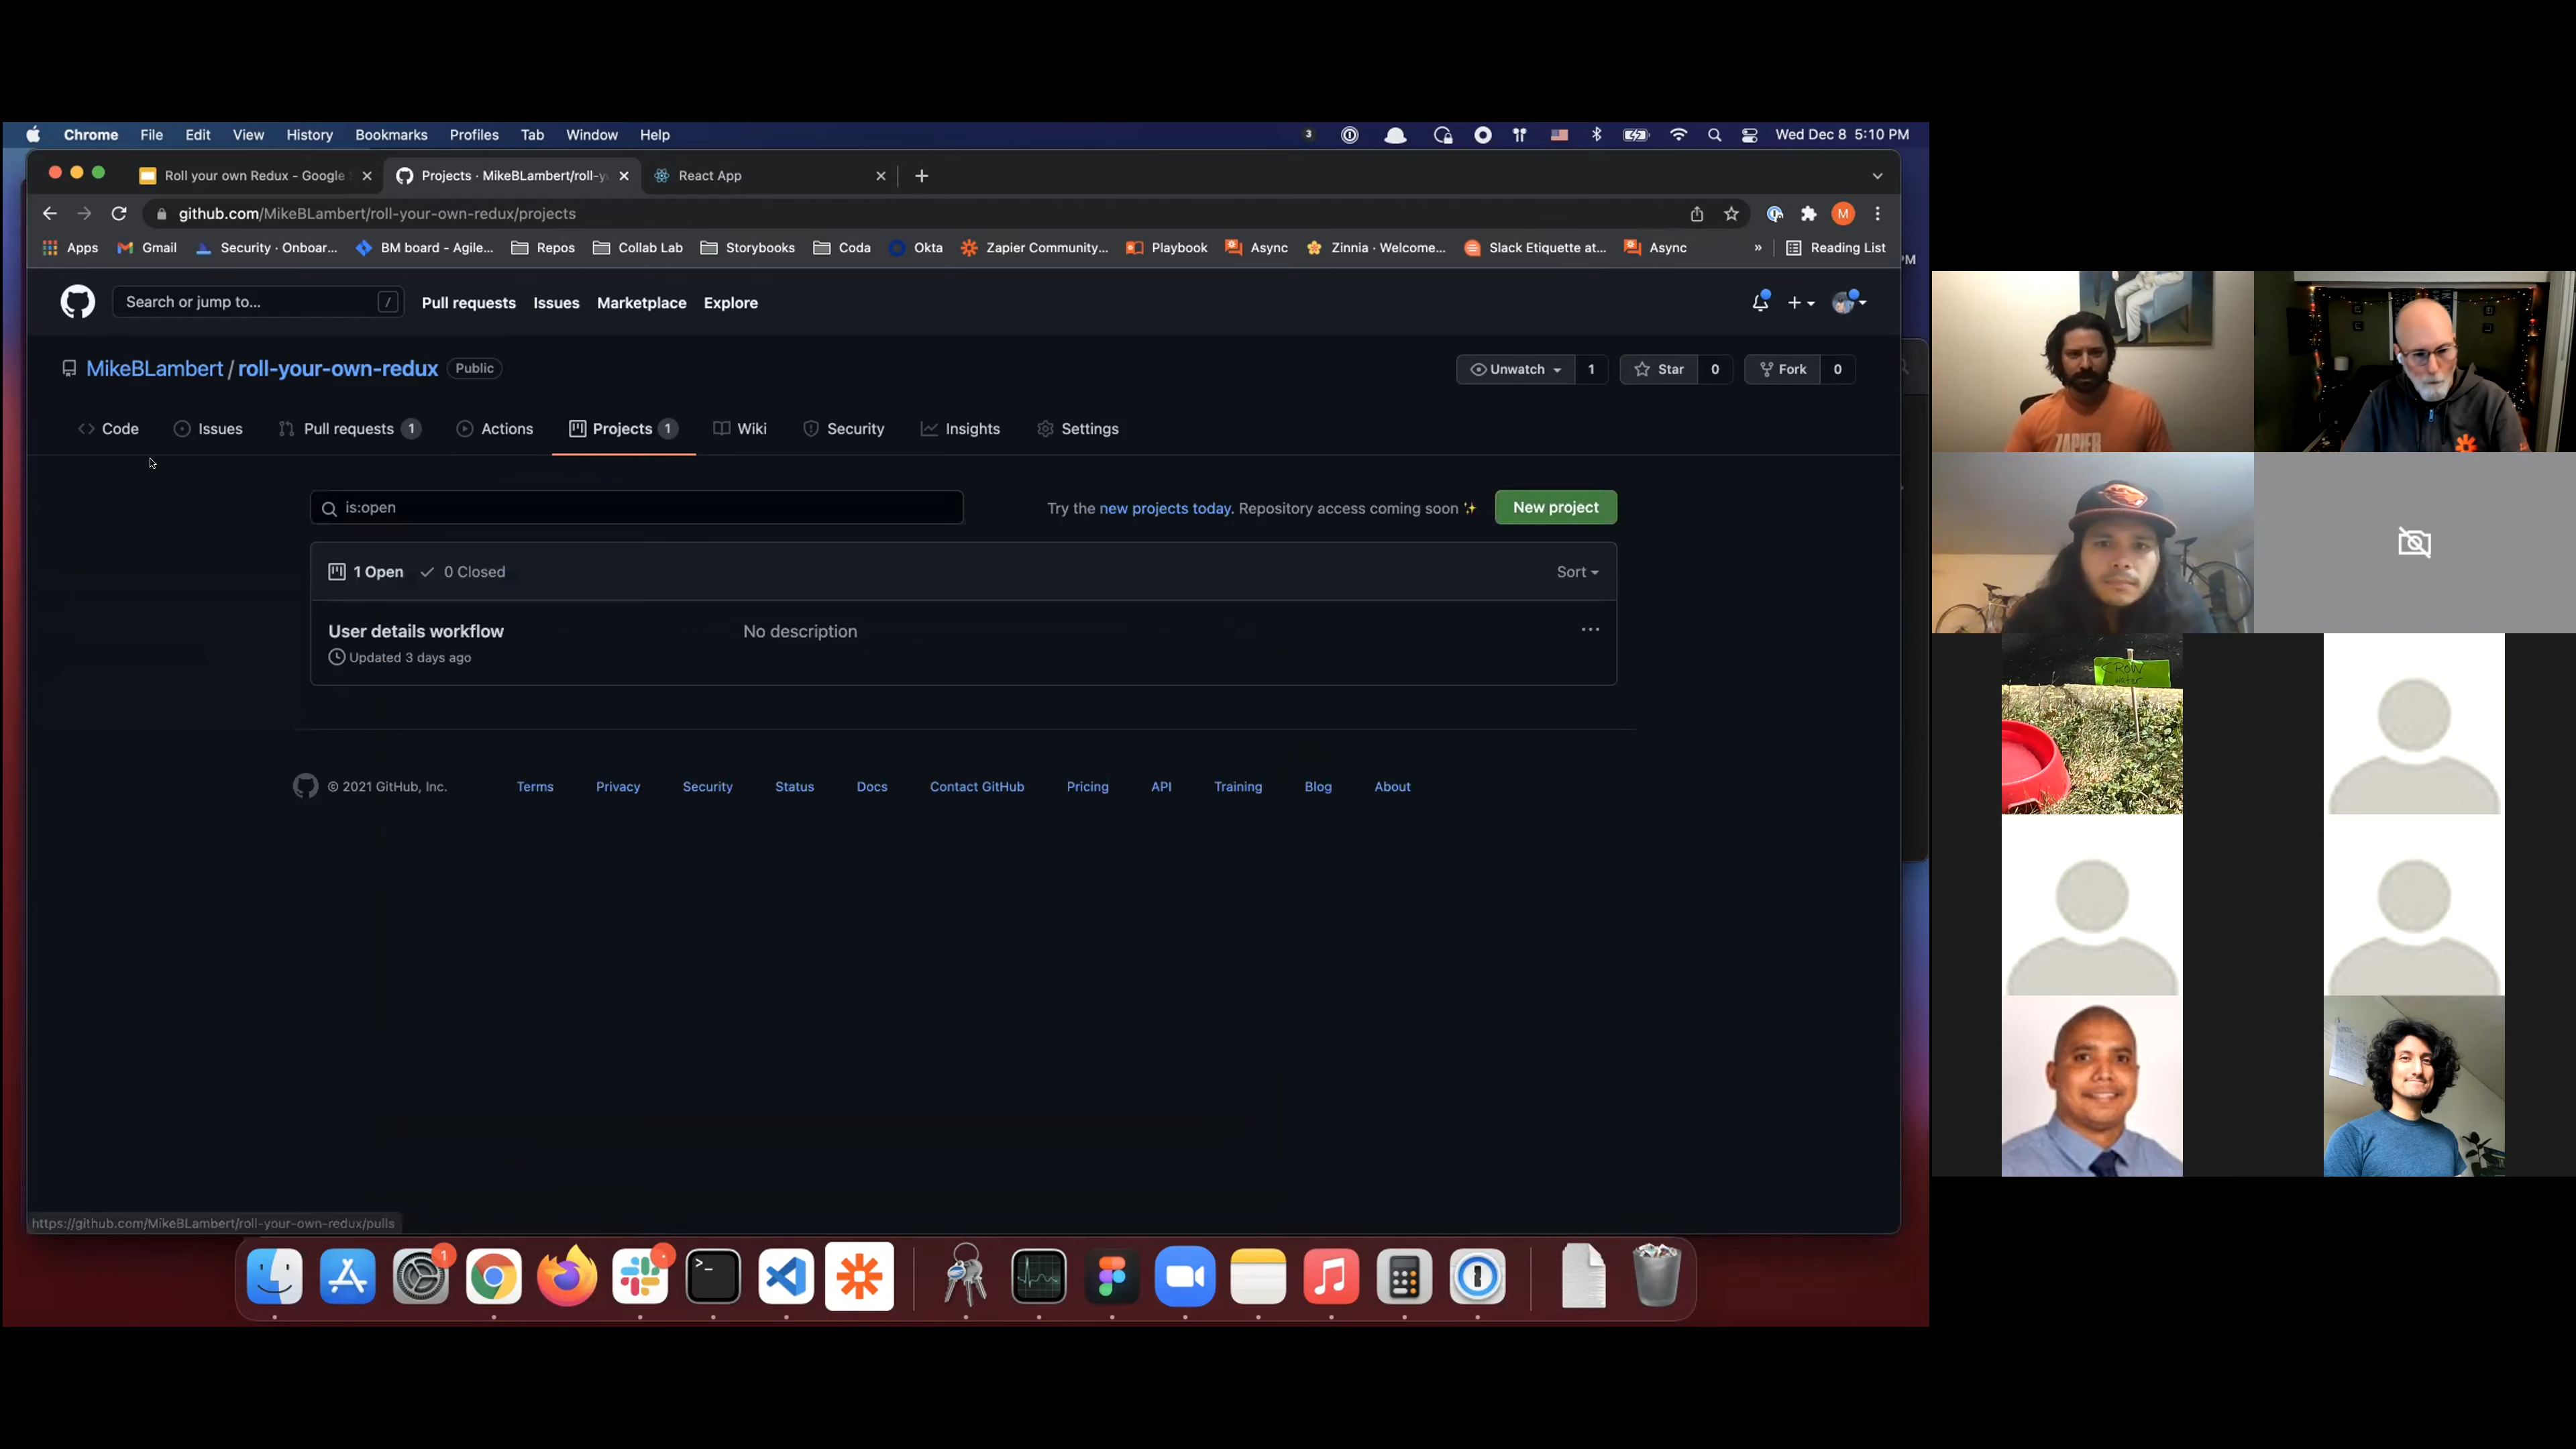 Chrome File Edit View History Bookmarks Profiles Tab Window Help 3 Wed Dec 8 5:10 PM
Roll your own Redux - Google Projects · MikeBLambert/roll-y React App
github.com/MikeBLambert/roll-your-own-redux/projects M
Apps Gmail Security · Onboar... BM board - Agile... Repos Collab Lab Storybooks Coda Okta Zapier Community... Playbook Async Zinnia · Welcome... Slack Etiquette at... Async » Reading List
PM
Search or jump to... / Pull requests Issues Marketplace Explore
MikeBLambert / roll-your-own-redux Public Unwatch 1 Star 0 Fork 0
Code Issues Pull requests 1 Actions Projects 1 Wiki Security Insights Settings
is:open Try the new projects today. Repository access coming soon ✨ New project
1 Open 0 Closed Sort
User details workflow No description
Updated 3 days ago
© 2021 GitHub, Inc. Terms Privacy Security Status Docs Contact GitHub Pricing API Training Blog About
https://github.com/MikeBLambert/roll-your-own-redux/pulls
1
>_
ZAPIER
CROW
water